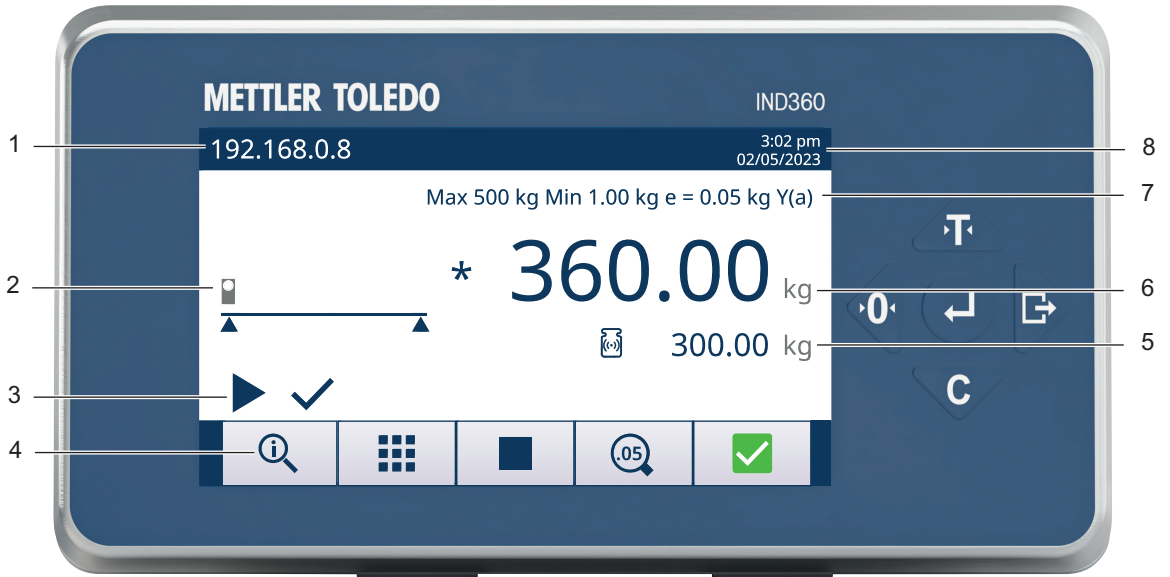 METTLER TOLEDO
IND360
1
192.168.0.8
3:02 pm
02/05/2023
8
Max 500 kg Min 1.00 kg e = 0.05 kg Y(a)
7
T
2
* 360.00 kg
6
0
300.00 kg
5
3
C
4
i
.05